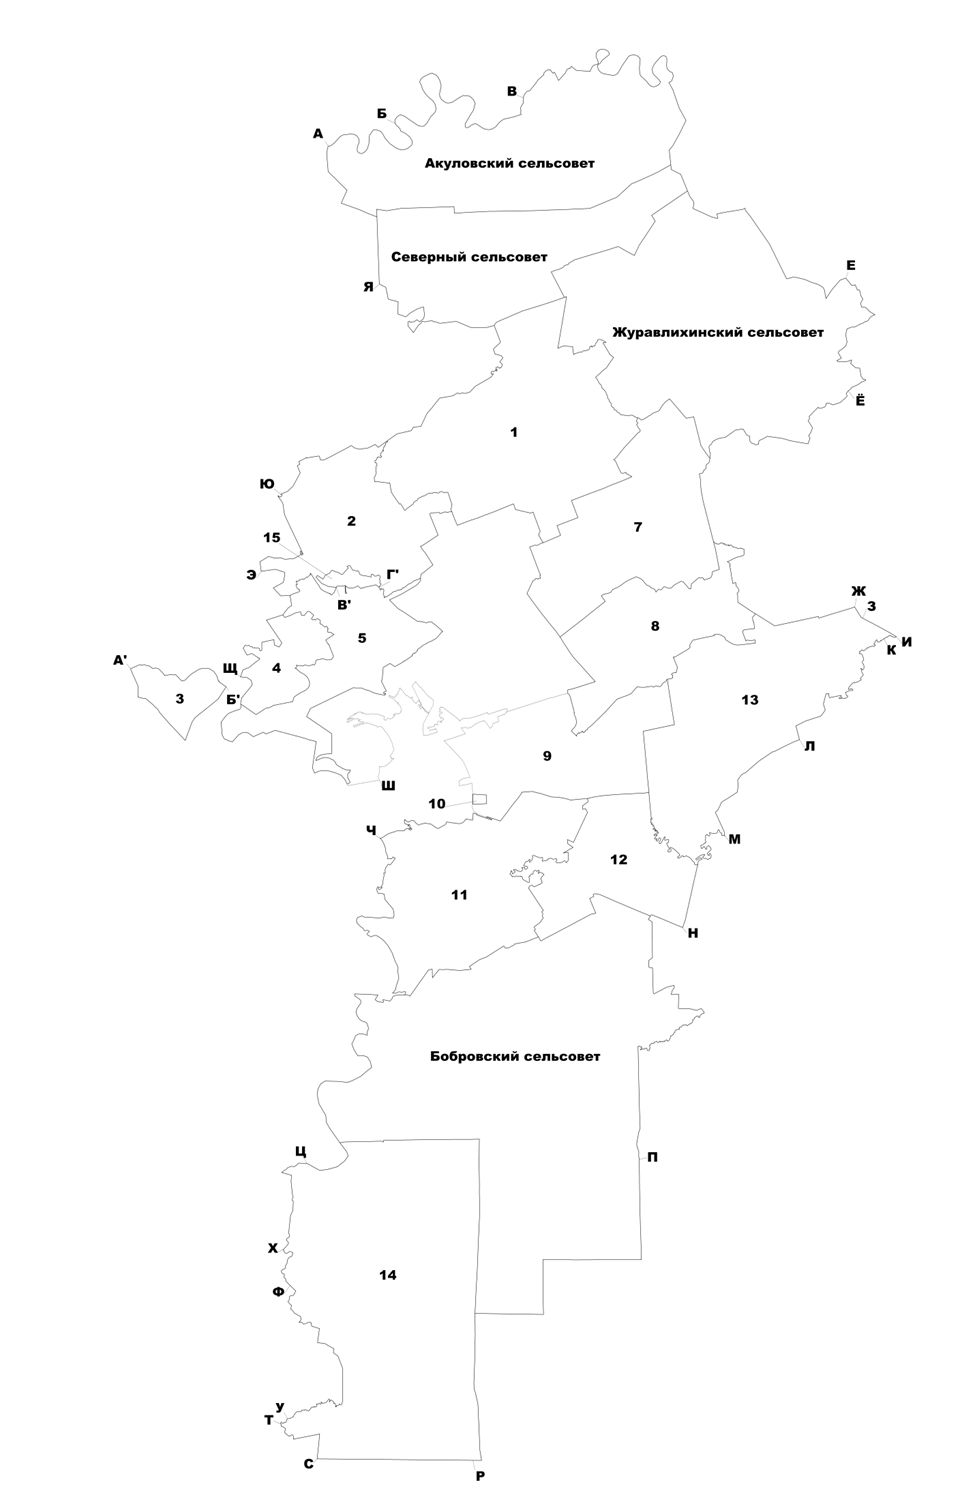 В
Б
А
Акуловский сельсовет
Северный сельсовет
Е
Я
Журавлихинский сельсовет
Ё
1
Ю
2
7
15
Э
Г'
Ж
В'
З
8
5
И
К
А'
Щ
4
3
Б'
13
Л
9
Ш
10
Ч
М
12
11
Н
Бобровский сельсовет
Ц
П
Х
14
Ф
У
Т
С
Р